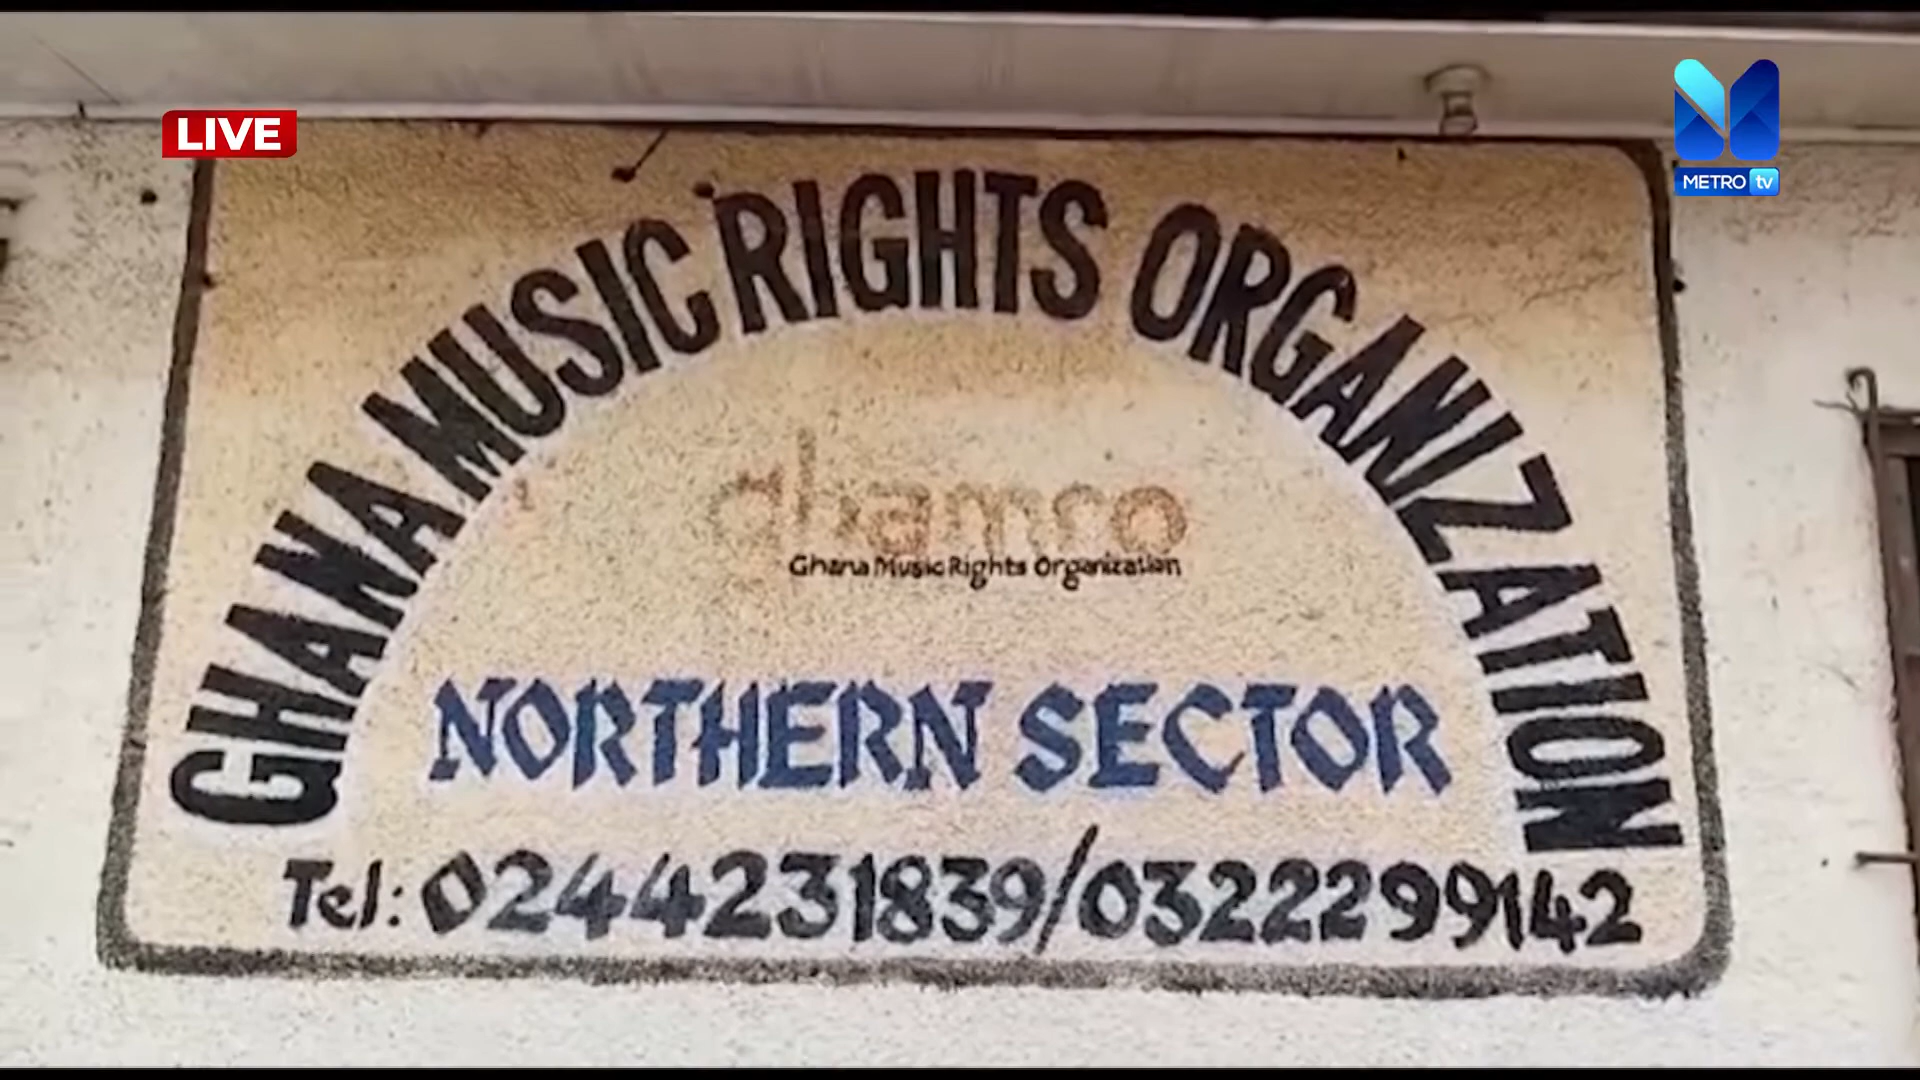 LIVE
METRO tv
GHANA MUSIC RIGHTS ORGANIZATION
ghamro
Ghana Music Rights Organization
NORTHERN SECTOR
Tel: 0244231839/0322299142